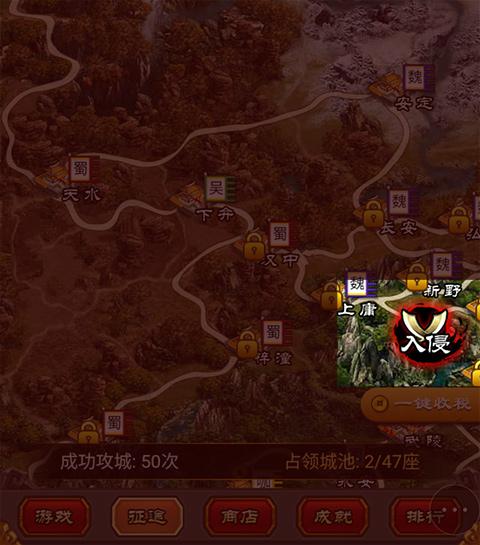 魏
安定
蜀
天水
吴
下弁
魏
长安
蜀
汉中
魏
新野
魏
上庸
入侵
蜀
梓潼
一键收税
蜀
武陵
成功攻城: 50次
占领城池: 2/47座
游戏
征途
商店
成就
排行